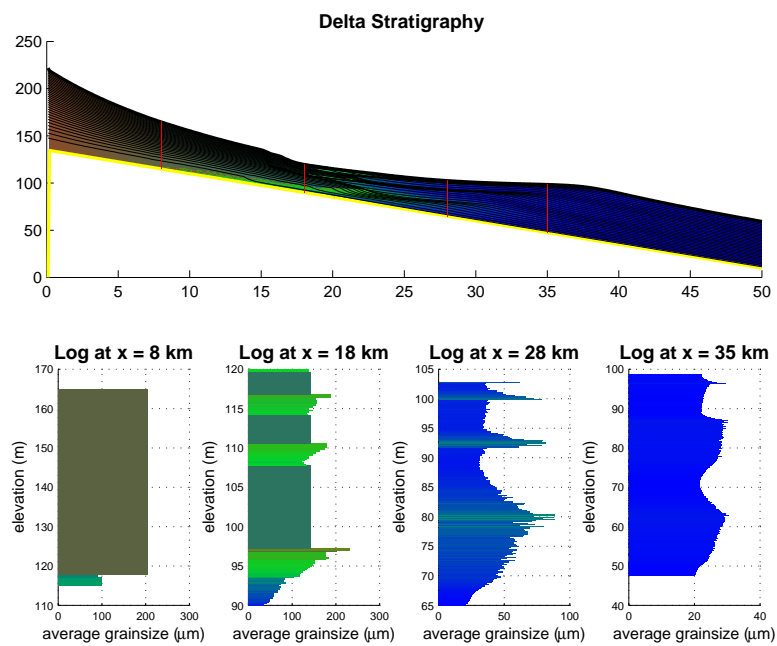 Delta Stratigraphy
250
200
150
100
50
0
0 5 10 15 20 25 30 35 40 45 50
Log at x = 8 km
170
160
150
140
130
120
110
0 100 200 300
elevation (m)
average grainsize (μm)
Log at x = 18 km
120
115
110
105
100
95
90
0 100 200 300
elevation (m)
average grainsize (μm)
Log at x = 28 km
105
100
95
90
85
80
75
70
65
0 50 100
elevation (m)
average grainsize (μm)
Log at x = 35 km
100
90
80
70
60
50
40
0 20 40
elevation (m)
average grainsize (μm)